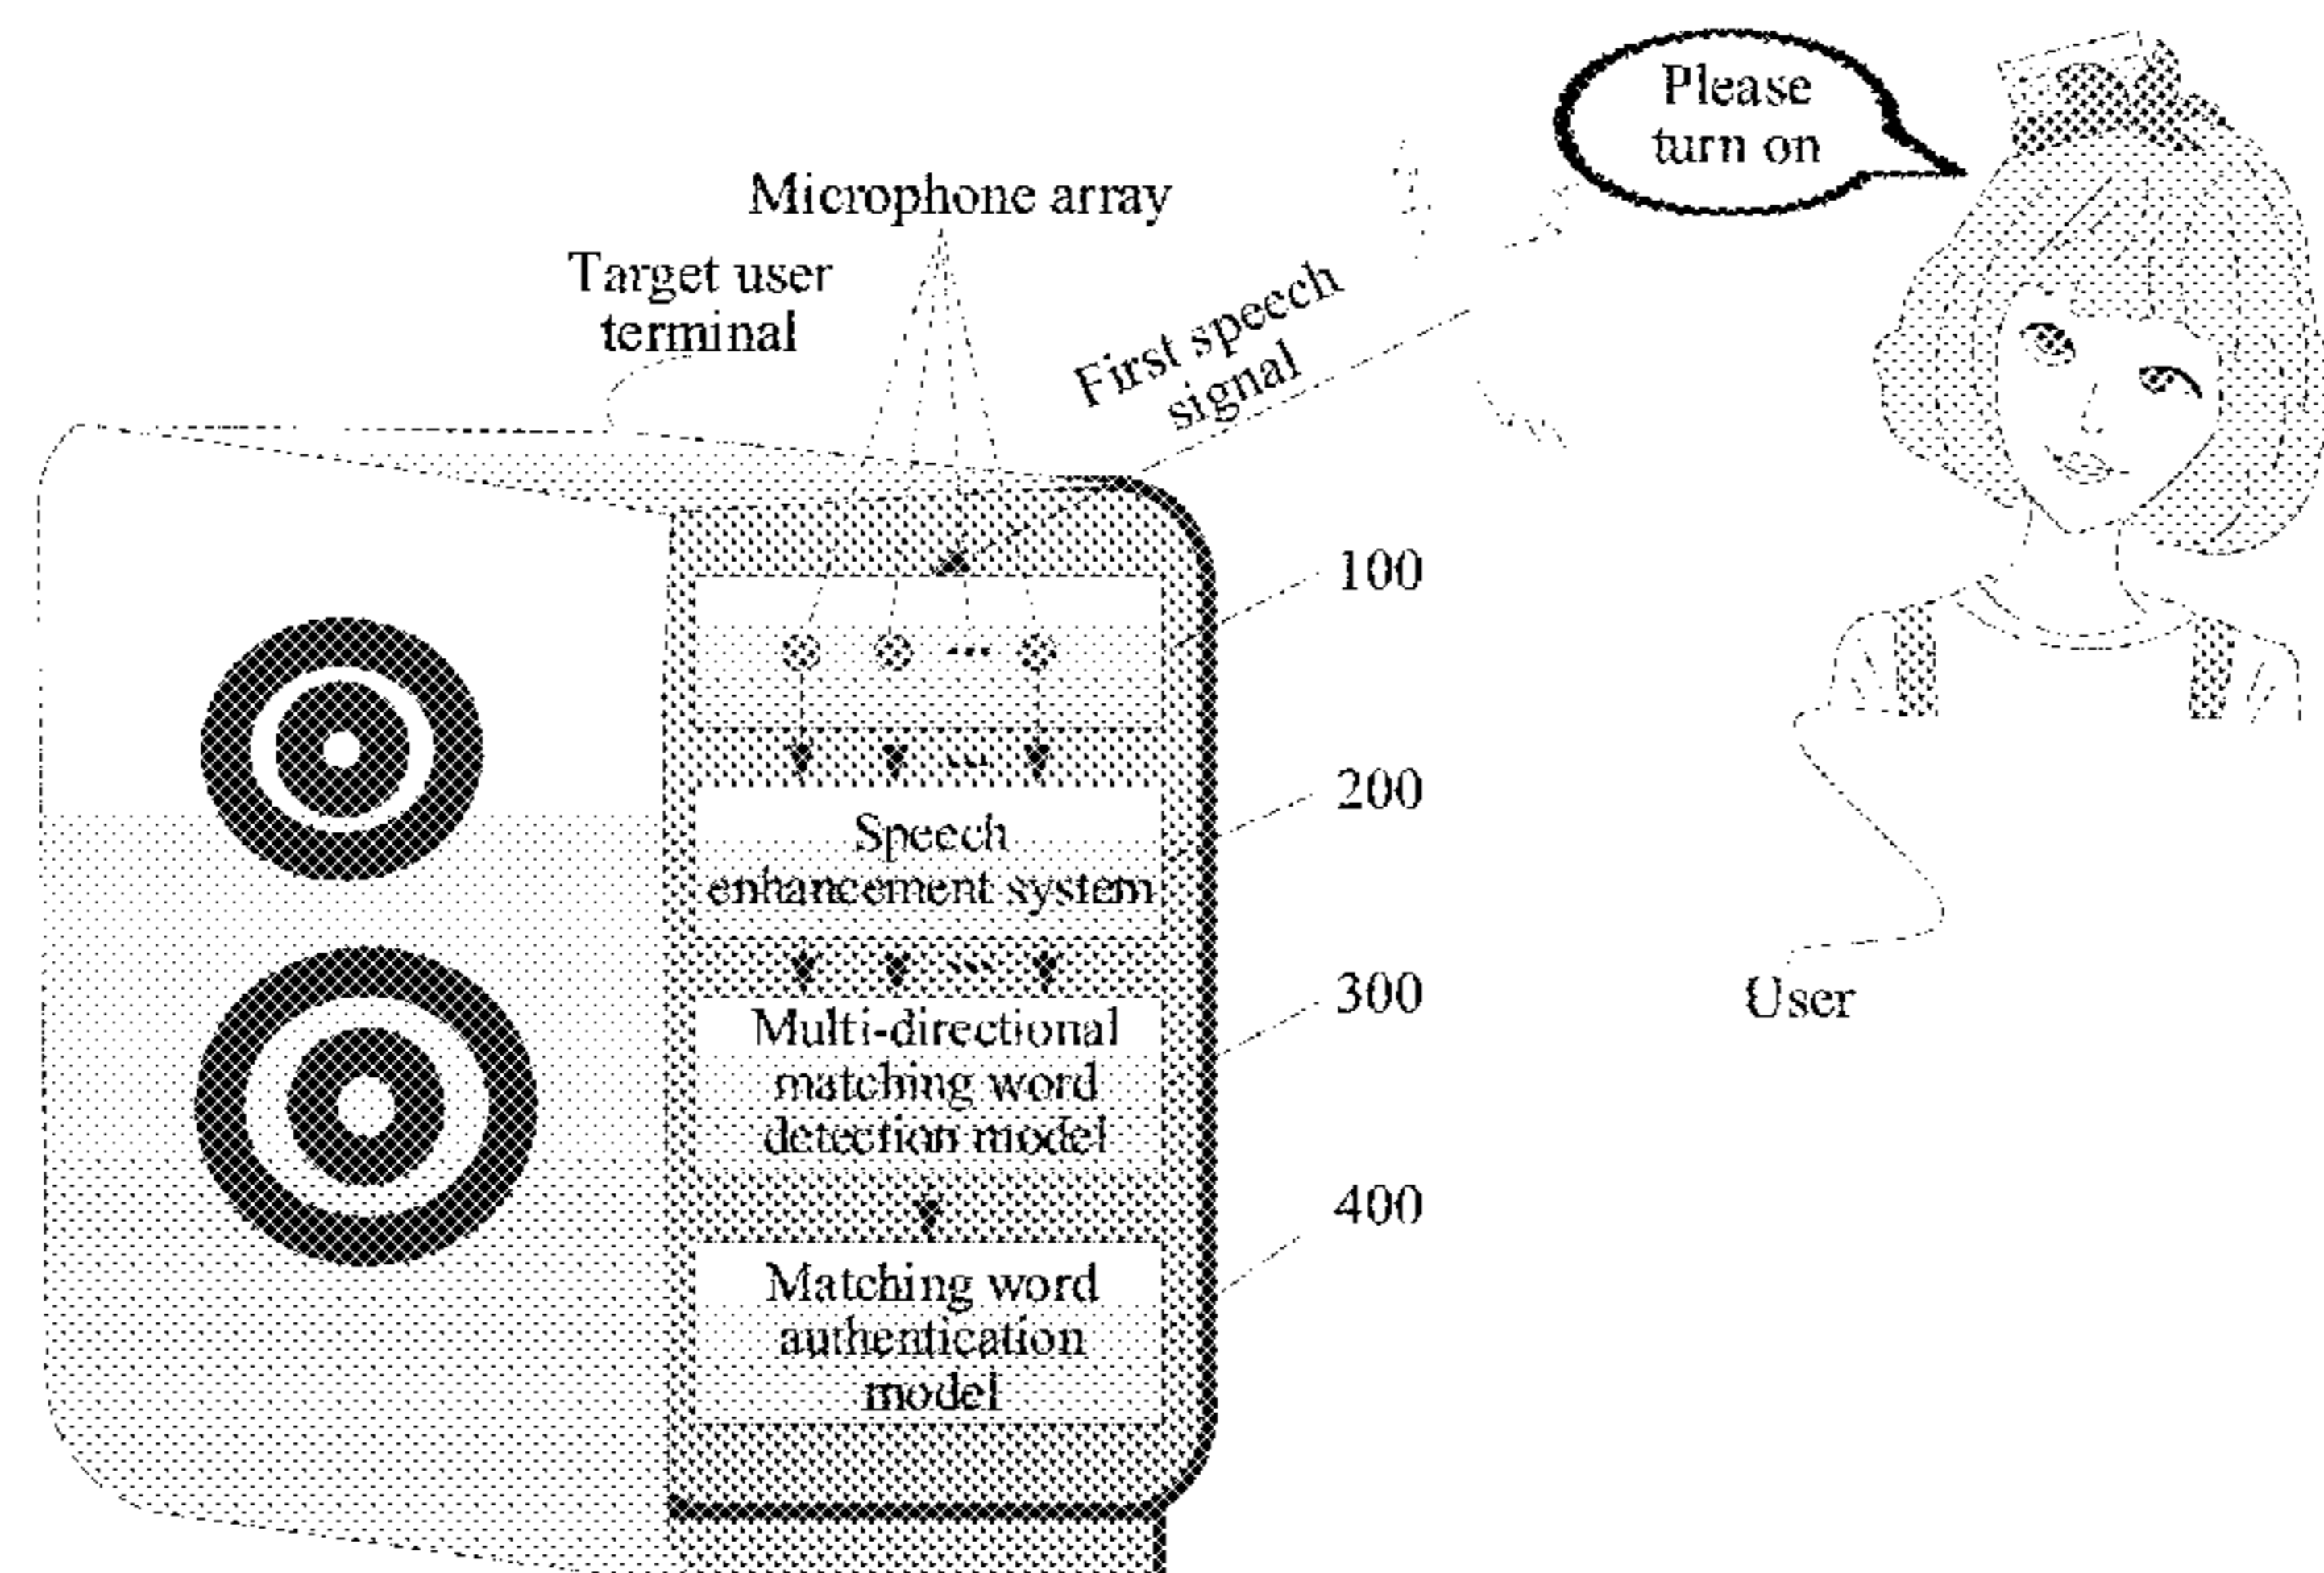 Please
turn on
Microphone array
Target user
terminal
First speech
signal
100
200
Speech
enhancement system
300
Multi-directional
matching word
detection model
User
400
Matching word
authentication
model